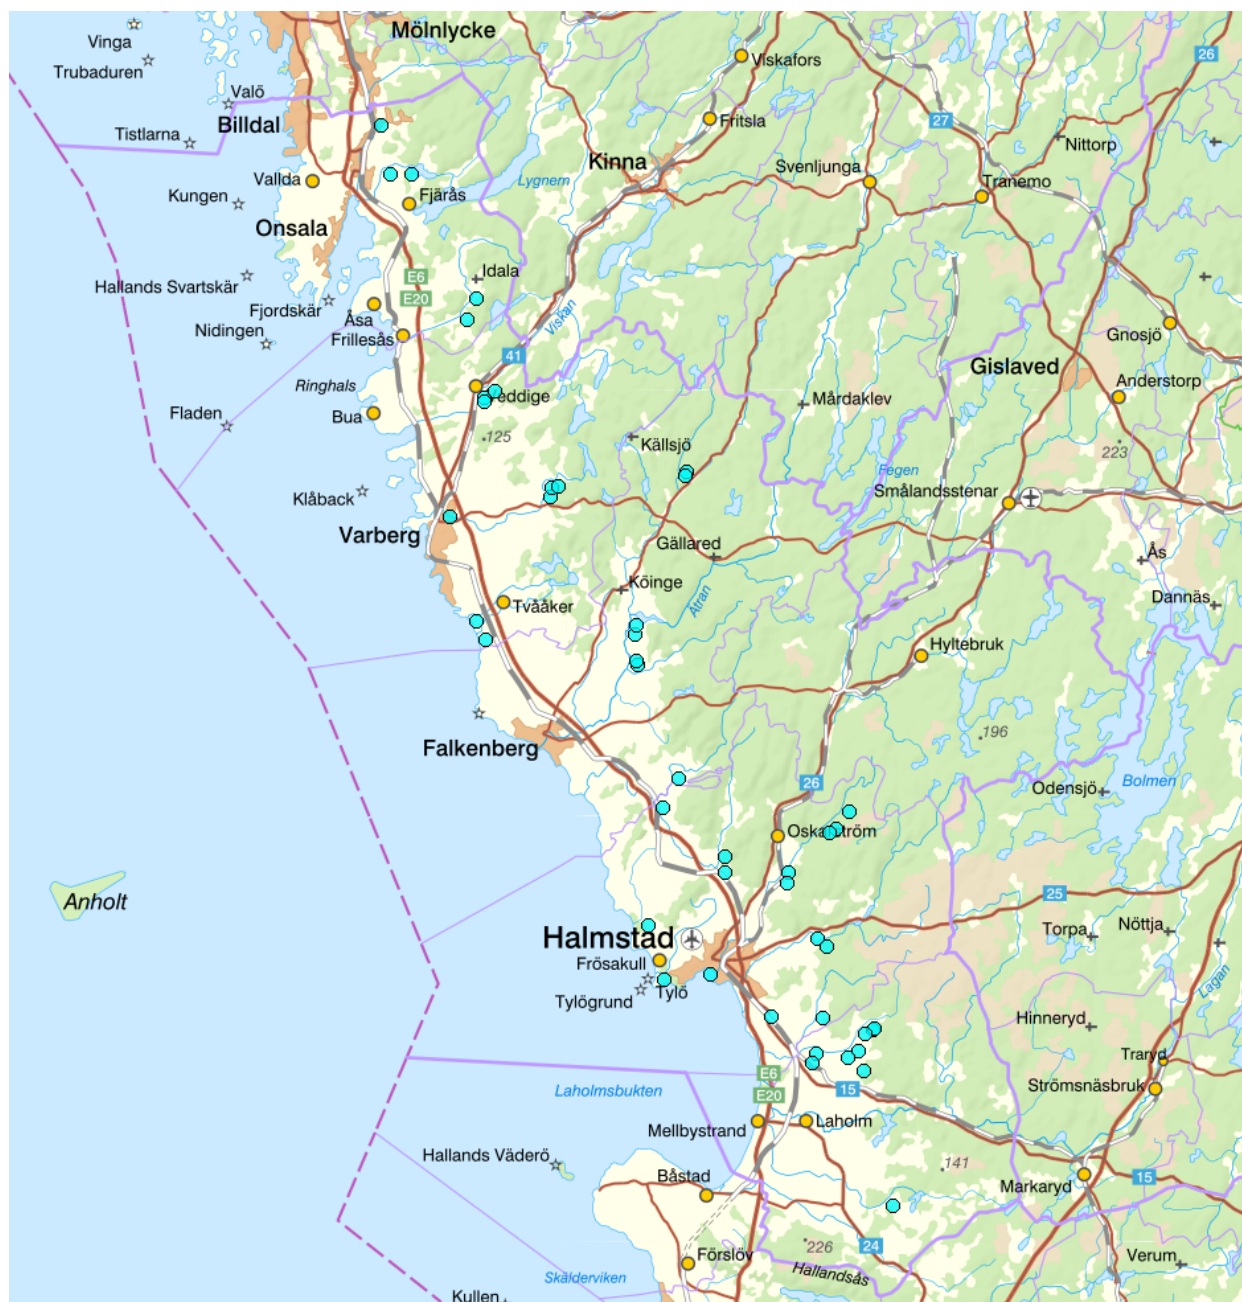 Mölnlycke
Vinga
26
Viskafors
Trubaduren
Valö
Billdal
27
Fritsla
Tistlarna
Nittorp
Kinna
Svenljunga
Vallda
Lygnern
Tranemo
Fjärås
Kungen
Onsala
Idala
E6
Hallands Svartskär
E20
Fjordskär
Viskan
Åsa
Nidingen
Frillesås
Gnosjö
41
Gislaved
Ringhals
Anderstorp
Veddige
Mårdaklev
Fladen
Bua
125
Källsjö
223
Fegen
Klåback
Smålandsstenar
Varberg
Gällared
Ås
Köinge
Dannäs
Tvååker
Ätran
Hyltebruk
196
Falkenberg
26
Bolmen
Odensjö
Oskarström
25
Anholt
Nöttja
Torpa
Halmstad
Frösakull
Tylö
Lagan
Tylögrund
Hinneryd
Traryd
E6
Laholmsbukten
15
Strömsnäsbruk
E20
Mellbystrand
Laholm
Hallands Väderö
141
Båstad
15
Markaryd
226
24
Förslöv
Verum
Hallandsås
Skälderviken
Kullen